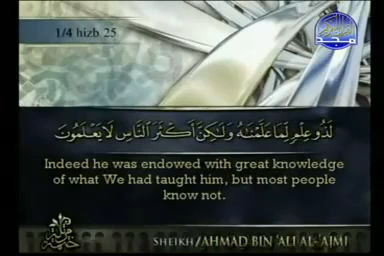 1/4 hizb 25
لَذُو عِلْمٍ لِّمَا عَلَّمْنَٰهُ وَلَٰكِنَّ أَكْثَرَ ٱلنَّاسِ لَا يَعْلَمُونَ
Indeed he was endowed with great knowledge
of what We had taught him, but most people
know not.
SHEIKH/AHMAD BIN 'ALI AL-'AJMI